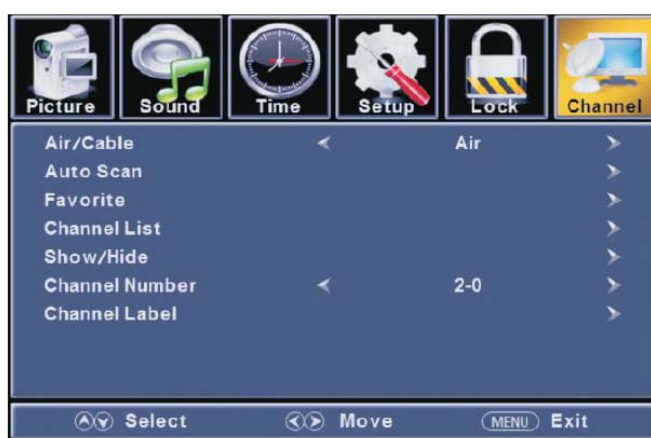 Picture Sound Time Setup Lock Channel
Air/Cable Air
Auto Scan
Favorite
Channel List
Show/Hide
Channel Number 2-0
Channel Label
Select Move MENU Exit